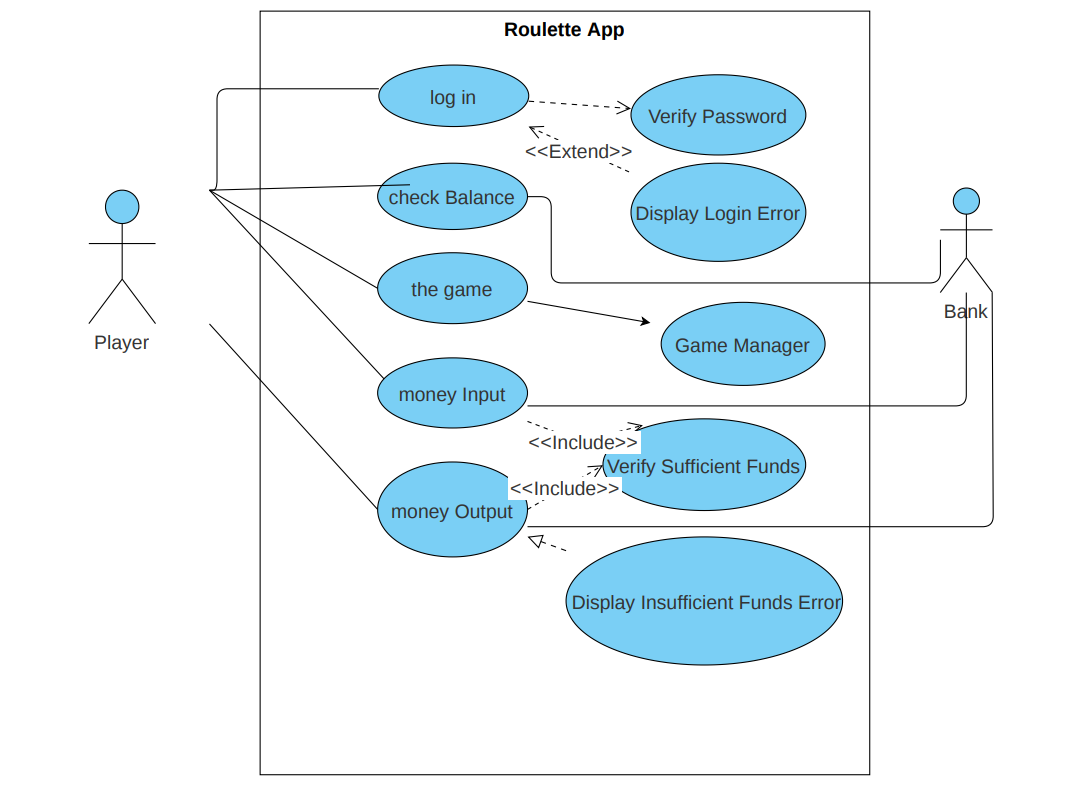 Roulette App
log in
Verify Password
<<Extend>>
check Balance
Display Login Error
the game
Bank
Player
Game Manager
money Input
<<Include>>
Verify Sufficient Funds
<<Include>>
money Output
Display Insufficient Funds Error